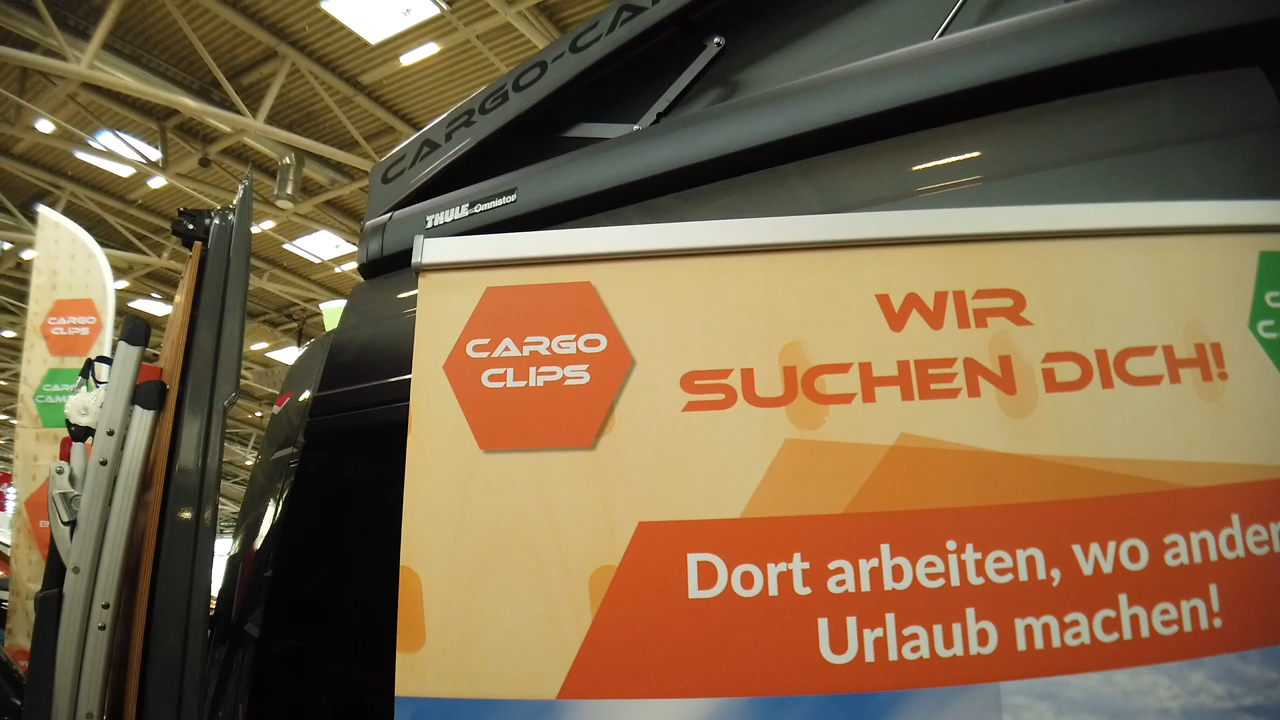 CARGO-CA
THULE Omnistor
CARGO
CLIPS
CARGO
CLIPS
WIR
SUCHEN DICH!
Dort arbeiten, wo ander
Urlaub machen!